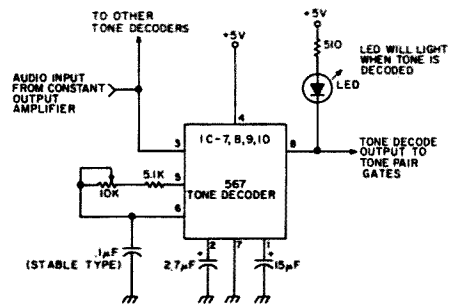 TO OTHER
TONE DECODERS
+5V
+5V
510
LED WILL LIGHT
WHEN TONE IS
DECODED
LED
AUDIO INPUT
FROM CONSTANT
OUTPUT
AMPLIFIER
4
3
IC-7,8,9,10
8
TONE DECODE
OUTPUT TO
TONE PAIR
GATES
10K
5.1K
5
567
TONE DECODER
6
.1µF
(STABLE TYPE)
2
7
1
+
2.7µF
+
15µF